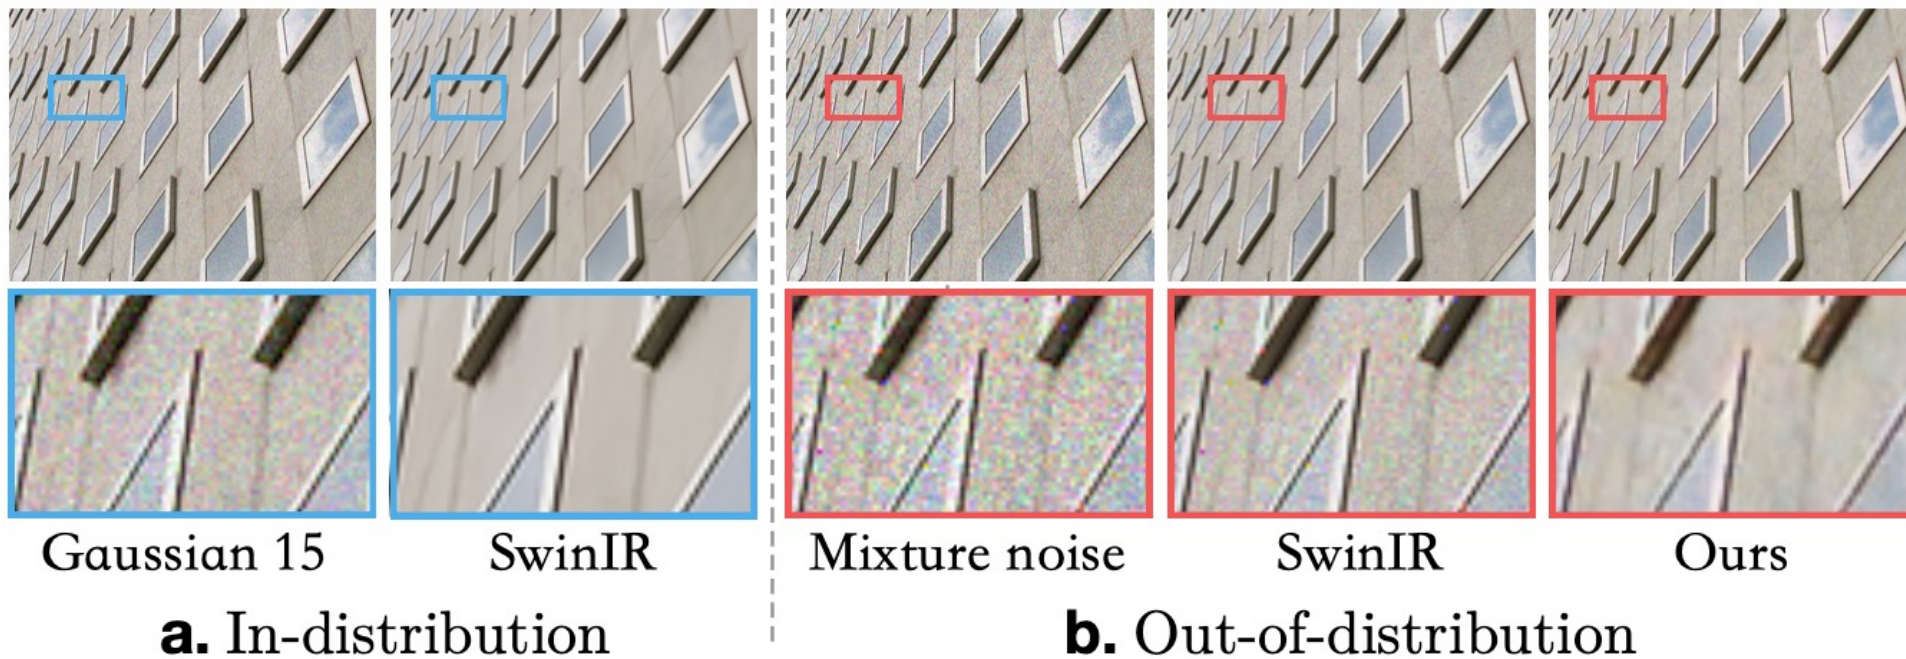 Gaussian 15 SwinIR Mixture noise SwinIR Ours
a. In-distribution b. Out-of-distribution